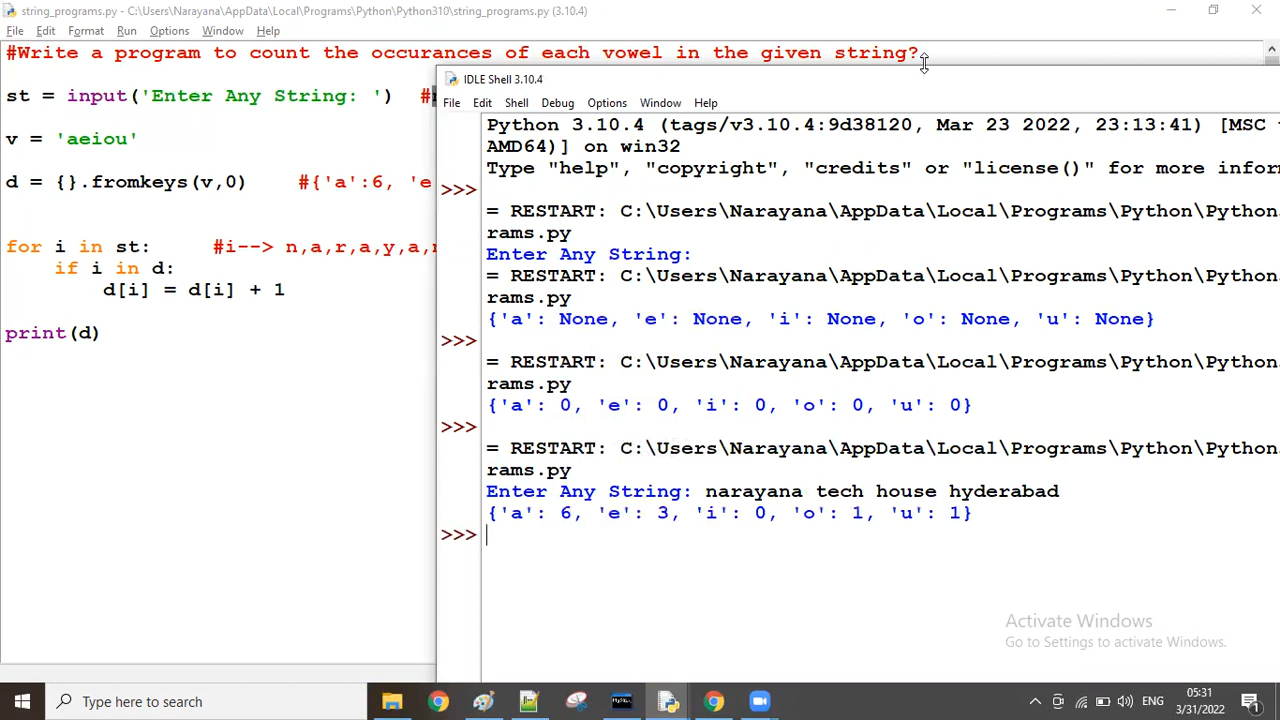 string_programs.py - C:\Users\Narayana\AppData\Local\Programs\Python\Python310\string_programs.py (3.10.4)
File Edit Format Run Options Window Help
#Write a program to count the occurances of each vowel in the given string?
st = input('Enter Any String: ') #
v = 'aeiou'
d = {}.fromkeys(v,0) #{'a':6, 'e
for i in st: #i--> n,a,r,a,y,a,
if i in d:
d[i] = d[i] + 1
print(d)
IDLE Shell 3.10.4
File Edit Shell Debug Options Window Help
Python 3.10.4 (tags/v3.10.4:9d38120, Mar 23 2022, 23:13:41) [MSC
AMD64)] on win32
Type "help", "copyright", "credits" or "license()" for more infor
>>>
= RESTART: C:\Users\Narayana\AppData\Local\Programs\Python\Python
rams.py
Enter Any String:
= RESTART: C:\Users\Narayana\AppData\Local\Programs\Python\Python
rams.py
{'a': None, 'e': None, 'i': None, 'o': None, 'u': None}
>>>
= RESTART: C:\Users\Narayana\AppData\Local\Programs\Python\Python
rams.py
{'a': 0, 'e': 0, 'i': 0, 'o': 0, 'u': 0}
>>>
= RESTART: C:\Users\Narayana\AppData\Local\Programs\Python\Python
rams.py
Enter Any String: narayana tech house hyderabad
{'a': 6, 'e': 3, 'i': 0, 'o': 1, 'u': 1}
>>>
Activate Windows
Go to Settings to activate Windows.
Type here to search
ENG
05:31
3/31/2022
1